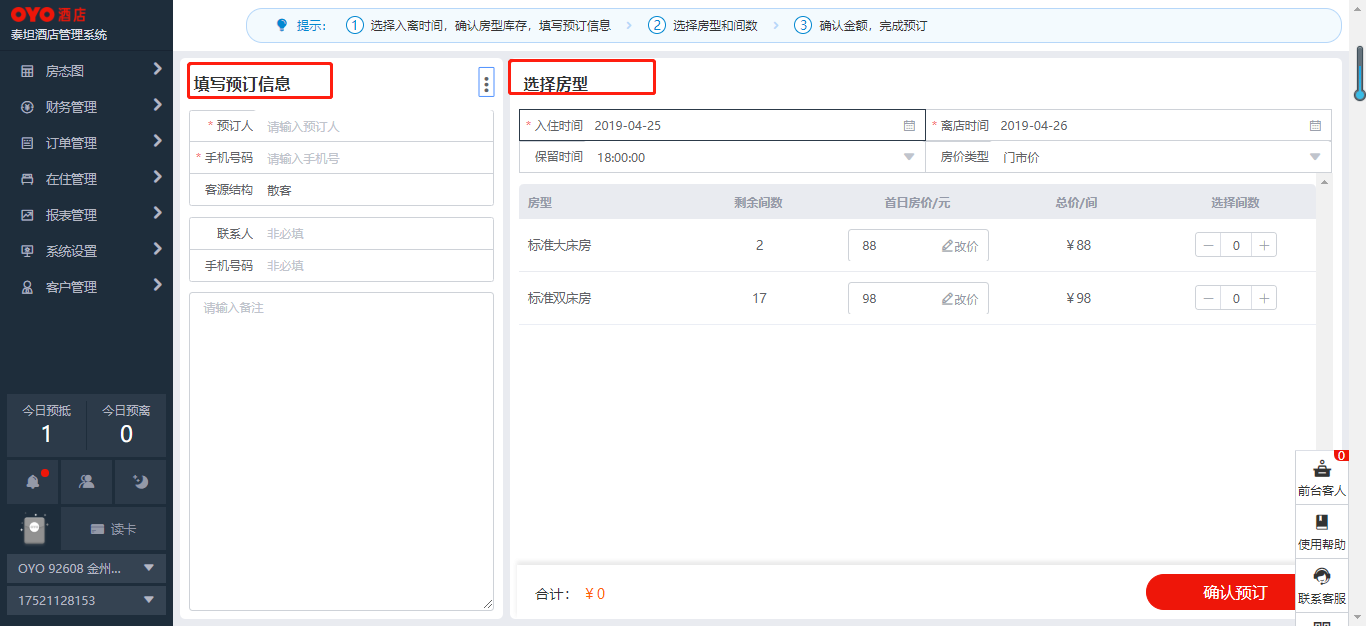 OYO 酒店
泰坦酒店管理系统
房态图
财务管理
订单管理
在住管理
报表管理
系统设置
客户管理
今日预抵
1
今日预离
0
读卡
OYO 92608 金州...
17521128153
提示: 1 选择入离时间，确认房型库存，填写预订信息 2 选择房型和间数 3 确认金额，完成预订
填写预订信息
* 预订人 请输入预订人
* 手机号码 请输入手机号
客源结构 散客
联系人 非必填
手机号码 非必填
请输入备注
选择房型
* 入住时间 2019-04-25
* 离店时间 2019-04-26
保留时间 18:00:00
房价类型 门市价
房型 剩余间数 首日房价/元 总价/间 选择间数
标准大床房 2 88 改价 ¥88 － 0 ＋
标准双床房 17 98 改价 ¥98 － 0 ＋
合计： ¥0
确认预订
0
前台客人
使用帮助
联系客服